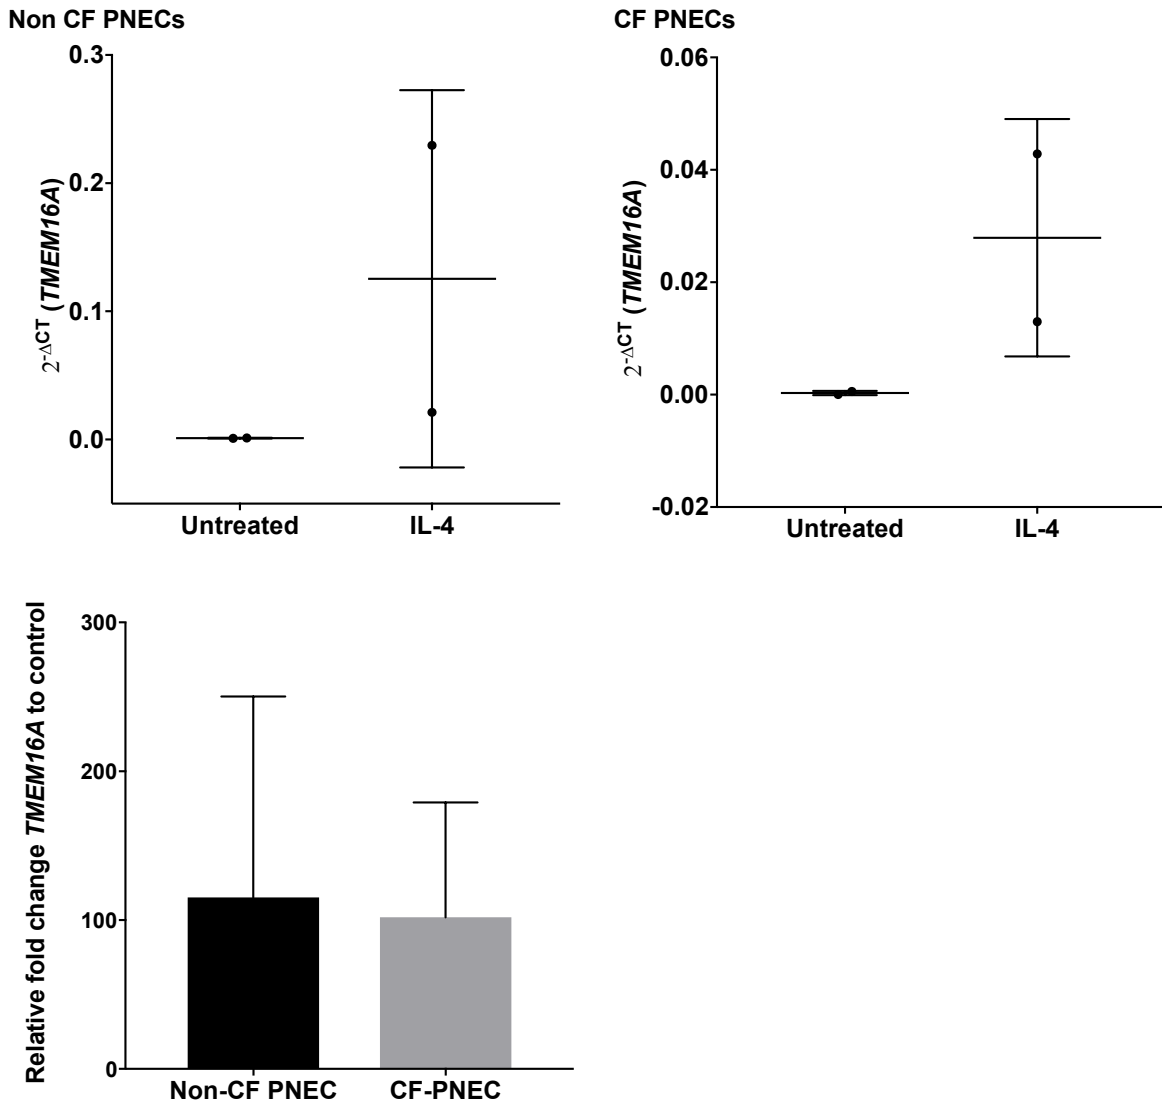 Non CF PNECs
2-ΔCT (TMEM16A)
0.3
0.2
0.1
0.0
Untreated
IL-4
CF PNECs
2-ΔCT (TMEM16A)
0.06
0.04
0.02
0.00
-0.02
Untreated
IL-4
Relative fold change TMEM16A to control
300
200
100
0
Non-CF PNEC
CF-PNEC